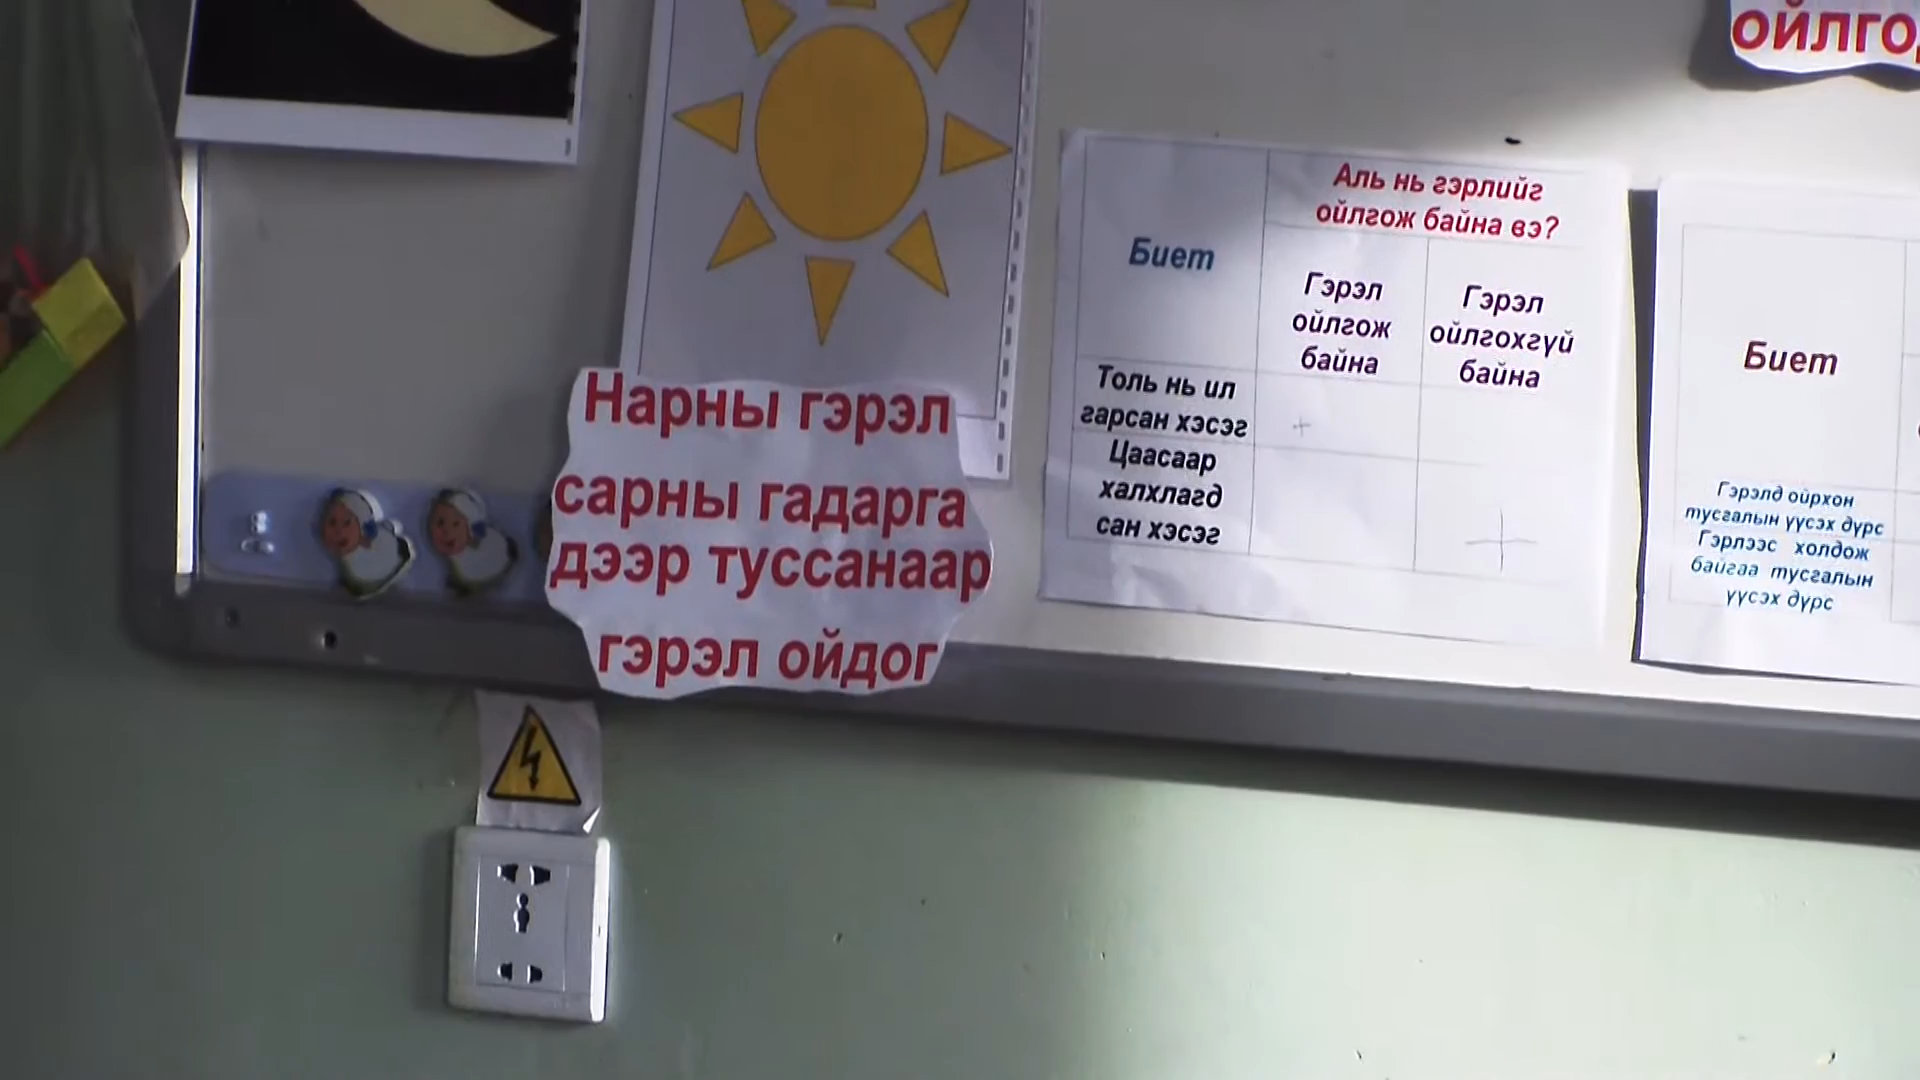 Нарны гэрэл
сарны гадарга
дээр туссанаар
гэрэл ойдог
Биет
Аль нь гэрлийг
ойлгож байна вэ?
Гэрэл
ойлгож
байна
Гэрэл
ойлгохгүй
байна
Толь нь ил
гарсан хэсэг
+
Цаасаар
халхлагд
сан хэсэг
+
Биет
Гэрэлд ойрхон
тусгалын үүсэх дүрс
Гэрлээс холдож
байгаа тусгалын
үүсэх дүрс